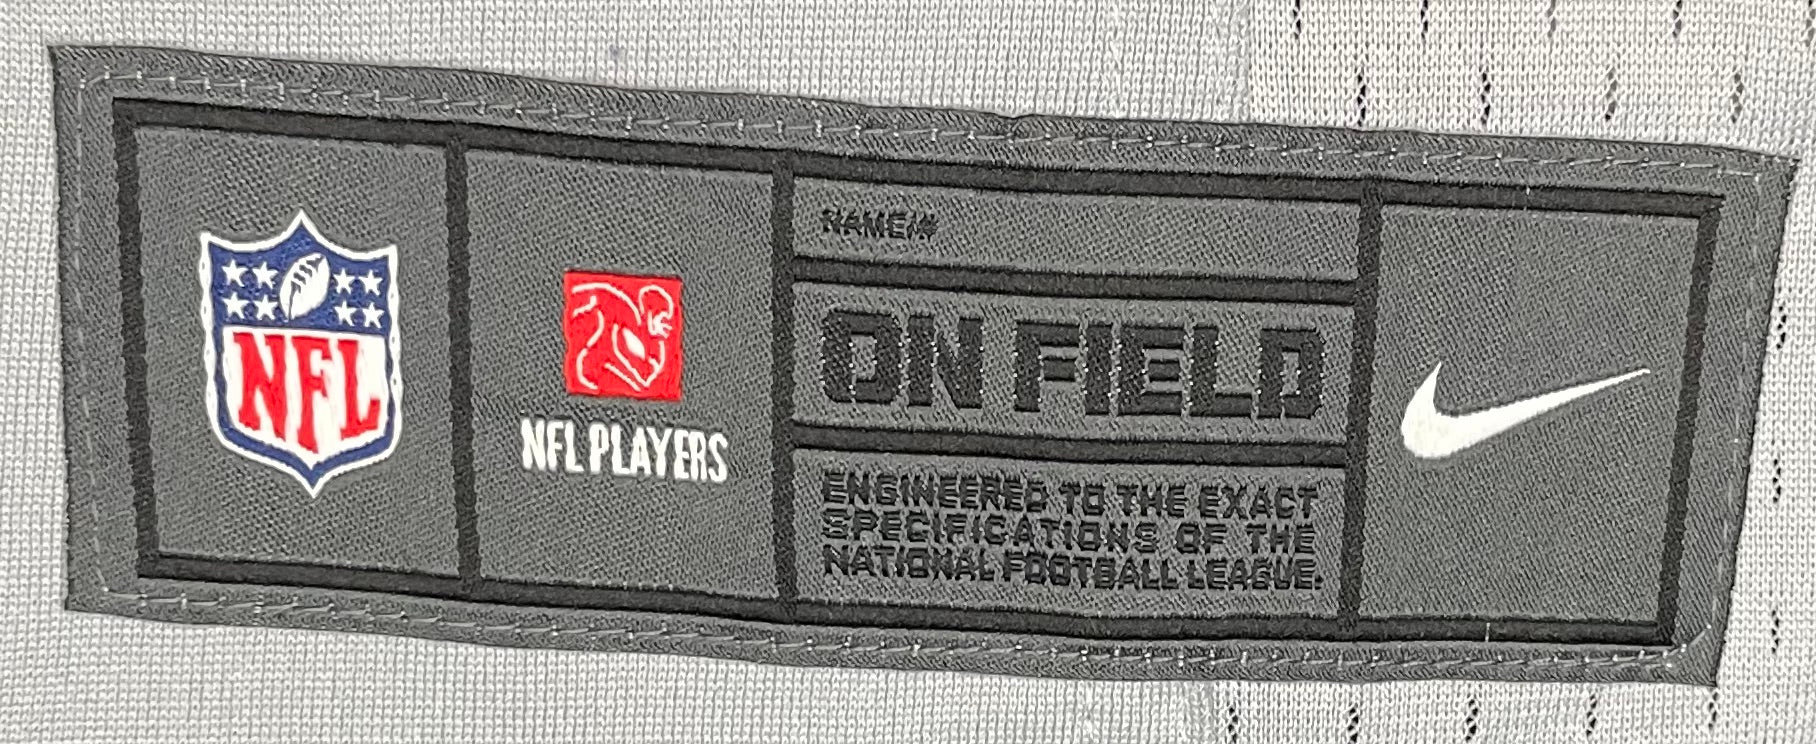 NFL
NFL PLAYERS
NAME/#
ON FIELD
ENGINEERED TO THE EXACT
SPECIFICATIONS OF THE
NATIONAL FOOTBALL LEAGUE.